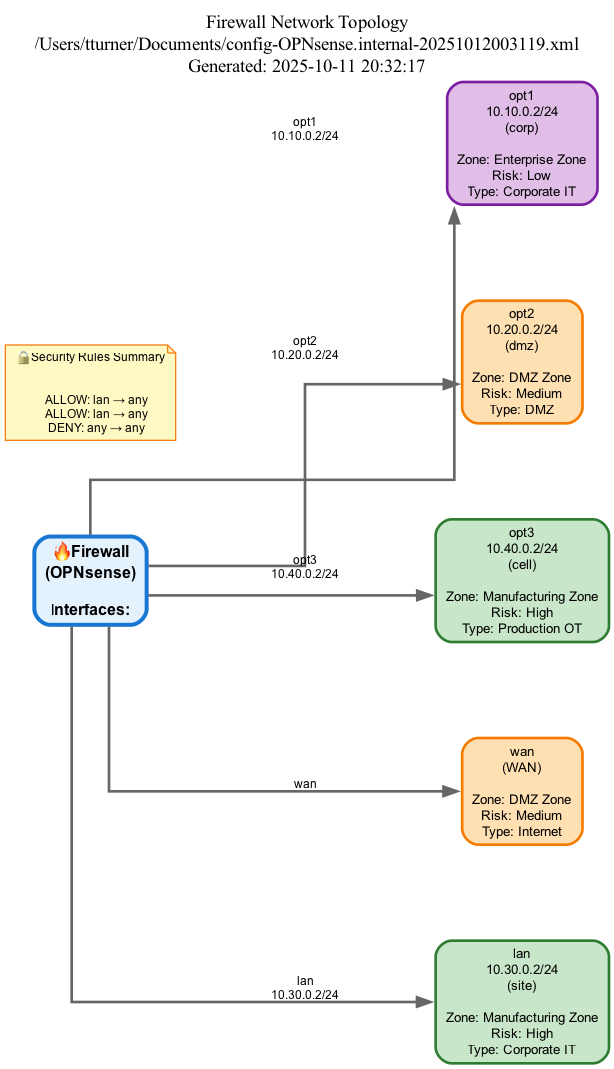 Firewall Network Topology
/Users/tturner/Documents/config-OPNsense.internal-20251012003119.xml
Generated: 2025-10-11 20:32:17
opt1
10.10.0.2/24
opt1
10.10.0.2/24
(corp)
Zone: Enterprise Zone
Risk: Low
Type: Corporate IT
opt2
10.20.0.2/24
opt2
10.20.0.2/24
(dmz)
Zone: DMZ Zone
Risk: Medium
Type: DMZ
🔒Security Rules Summary
ALLOW: lan → any
ALLOW: lan → any
DENY: any → any
🔥Firewall
(OPNsense)
Interfaces:
opt3
10.40.0.2/24
opt3
10.40.0.2/24
(cell)
Zone: Manufacturing Zone
Risk: High
Type: Production OT
wan
wan
(WAN)
Zone: DMZ Zone
Risk: Medium
Type: Internet
lan
10.30.0.2/24
lan
10.30.0.2/24
(site)
Zone: Manufacturing Zone
Risk: High
Type: Corporate IT